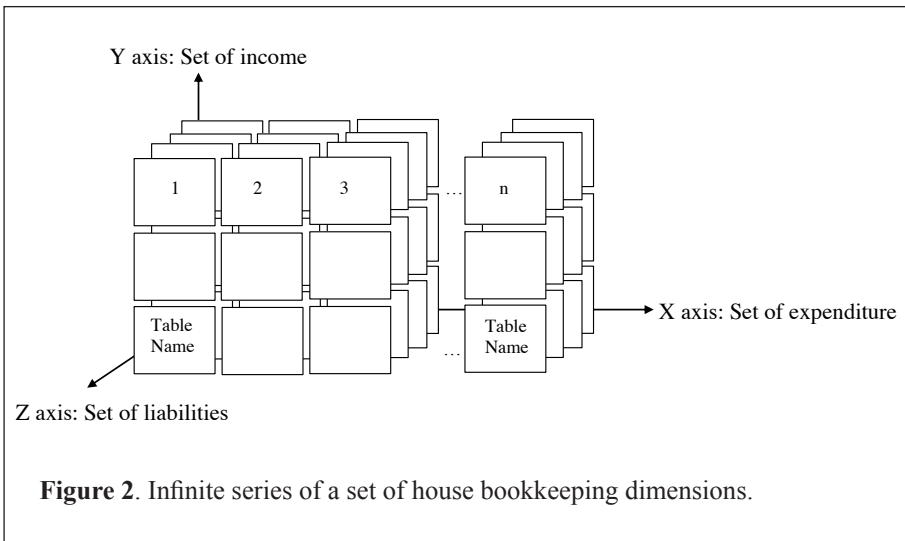 Y axis: Set of income
1 2 3 ... n
Table Name ... Table Name
X axis: Set of expenditure
Z axis: Set of liabilities
Figure 2. Infinite series of a set of house bookkeeping dimensions.